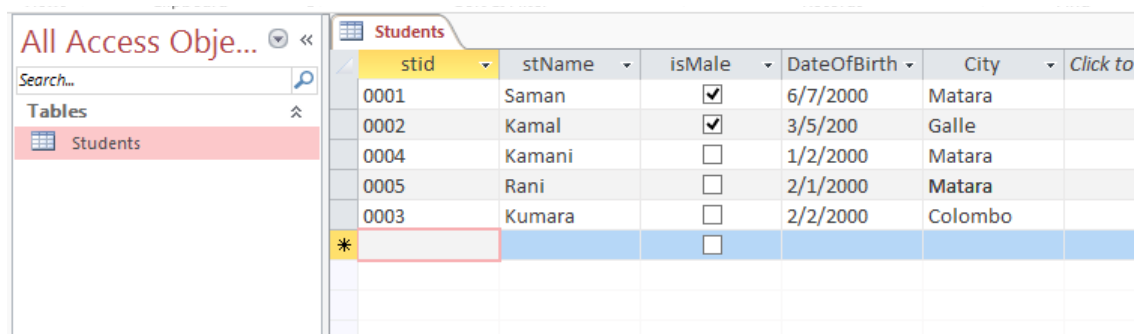 All Access Obje... «
Students
Search...
Tables
Students
stid stName isMale DateOfBirth City Click to
0001 Saman 6/7/2000 Matara
0002 Kamal 3/5/200 Galle
0004 Kamani 1/2/2000 Matara
0005 Rani 2/1/2000 Matara
0003 Kumara 2/2/2000 Colombo